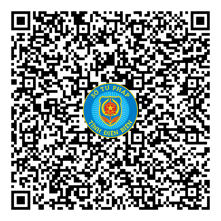 SỞ TƯ PHÁP
TỈNH ĐIỆN BIÊN